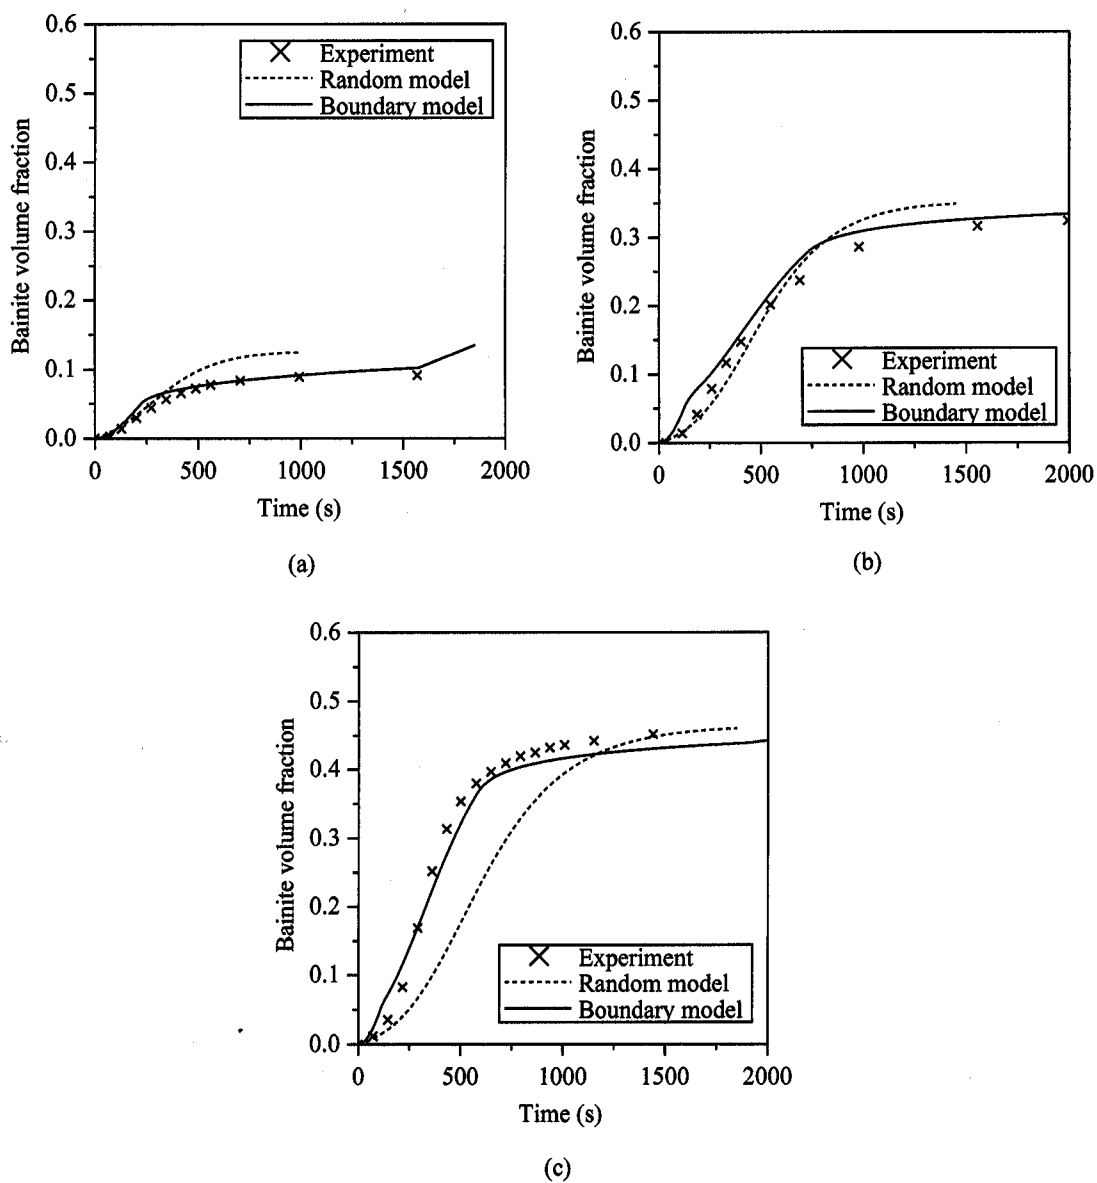 0.6
0.5
0.4
0.3
0.2
0.1
0.0
Bainite volume fraction
Experiment
Random model
Boundary model
0 500 1000 1500 2000
Time (s)
(a)
0.6
0.5
0.4
0.3
0.2
0.1
0.0
Bainite volume fraction
Experiment
Random model
Boundary model
0 500 1000 1500 2000
Time (s)
(b)
0.6
0.5
0.4
0.3
0.2
0.1
0.0
Bainite volume fraction
Experiment
Random model
Boundary model
0 500 1000 1500 2000
Time (s)
(c)